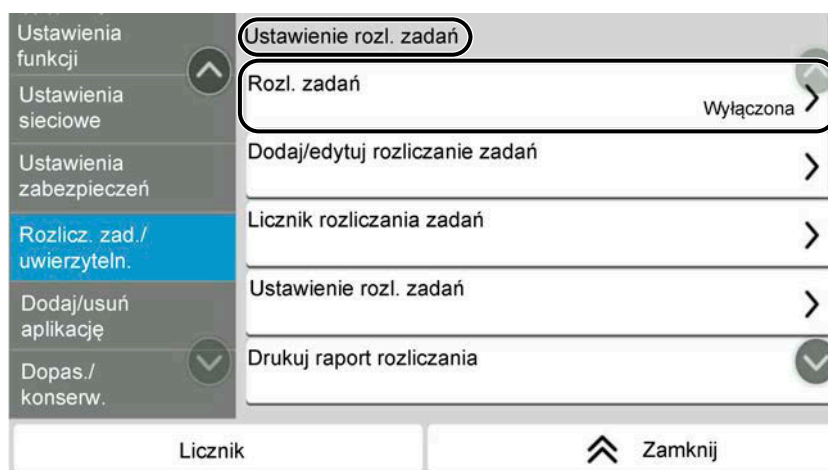 Ustawienia
funkcji
Ustawienia
sieciowe
Ustawienia
zabezpieczeń
Rozlicz. zad./
uwierzyteln.
Dodaj/usuń
aplikację
Dopas./
konserw.
Ustawienie rozl. zadań
Rozl. zadań
Wyłączona
Dodaj/edytuj rozliczanie zadań
Licznik rozliczania zadań
Ustawienie rozl. zadań
Drukuj raport rozliczania
Licznik
Zamknij